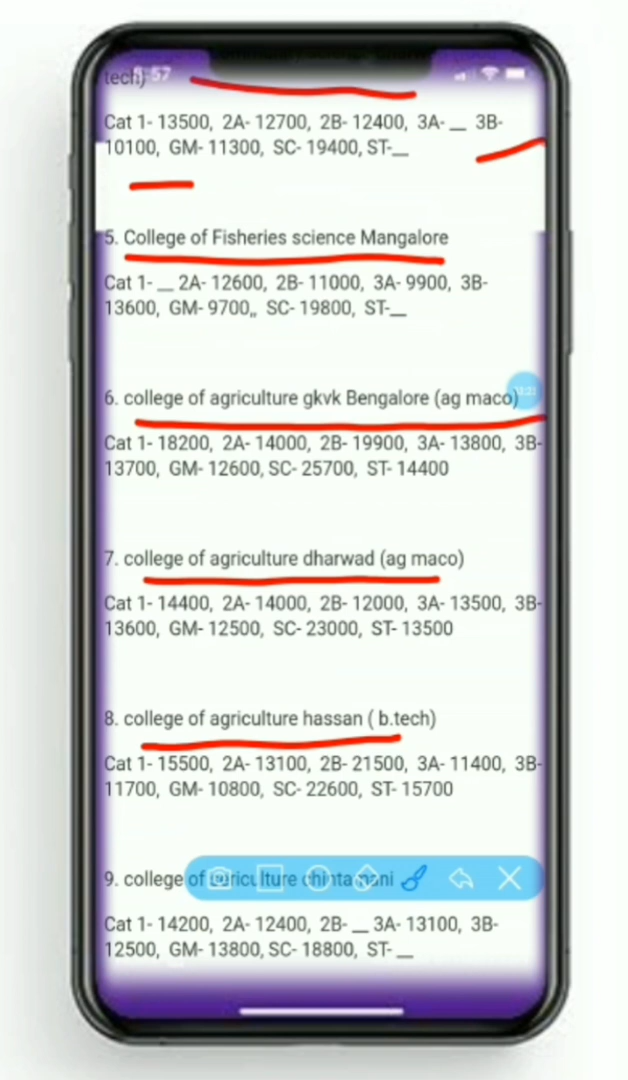 tech)
6:57
Cat 1- 13500, 2A- 12700, 2B- 12400, 3A- __ 3B-
10100, GM- 11300, SC- 19400, ST-__
5. College of Fisheries science Mangalore
Cat 1- __ 2A- 12600, 2B- 11000, 3A- 9900, 3B-
13600, GM- 9700,, SC- 19800, ST-__
6. college of agriculture gkvk Bengalore (ag maco)
Cat 1- 18200, 2A- 14000, 2B- 19900, 3A- 13800, 3B-
13700, GM- 12600, SC- 25700, ST- 14400
7. college of agriculture dharwad (ag maco)
Cat 1- 14400, 2A- 14000, 2B- 12000, 3A- 13500, 3B-
13600, GM- 12500, SC- 23000, ST- 13500
8. college of agriculture hassan ( b.tech)
Cat 1- 15500, 2A- 13100, 2B- 21500, 3A- 11400, 3B-
11700, GM- 10800, SC- 22600, ST- 15700
9. college of agriculture chintamani
Cat 1- 14200, 2A- 12400, 2B- __ 3A- 13100, 3B-
12500, GM- 13800, SC- 18800, ST- __